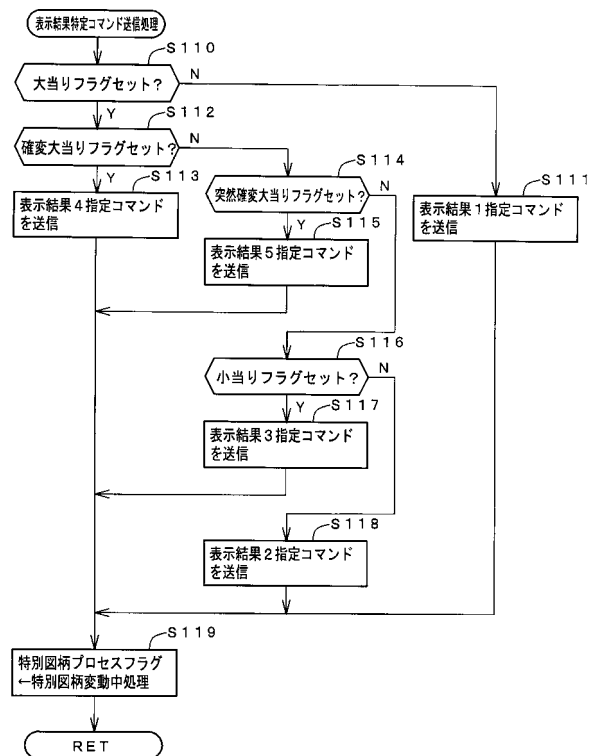 表示結果特定コマンド送信処理
S110
大当りフラグセット?
N
Y
S112
確変大当りフラグセット?
N
Y
S113
表示結果4指定コマンド
を送信
S114
突然確変大当りフラグセット?
N
Y
S115
表示結果5指定コマンド
を送信
S111
表示結果1指定コマンド
を送信
S116
小当りフラグセット?
N
Y
S117
表示結果3指定コマンド
を送信
S118
表示結果2指定コマンド
を送信
S119
特別図柄プロセスフラグ
←特別図柄変動中処理
RET